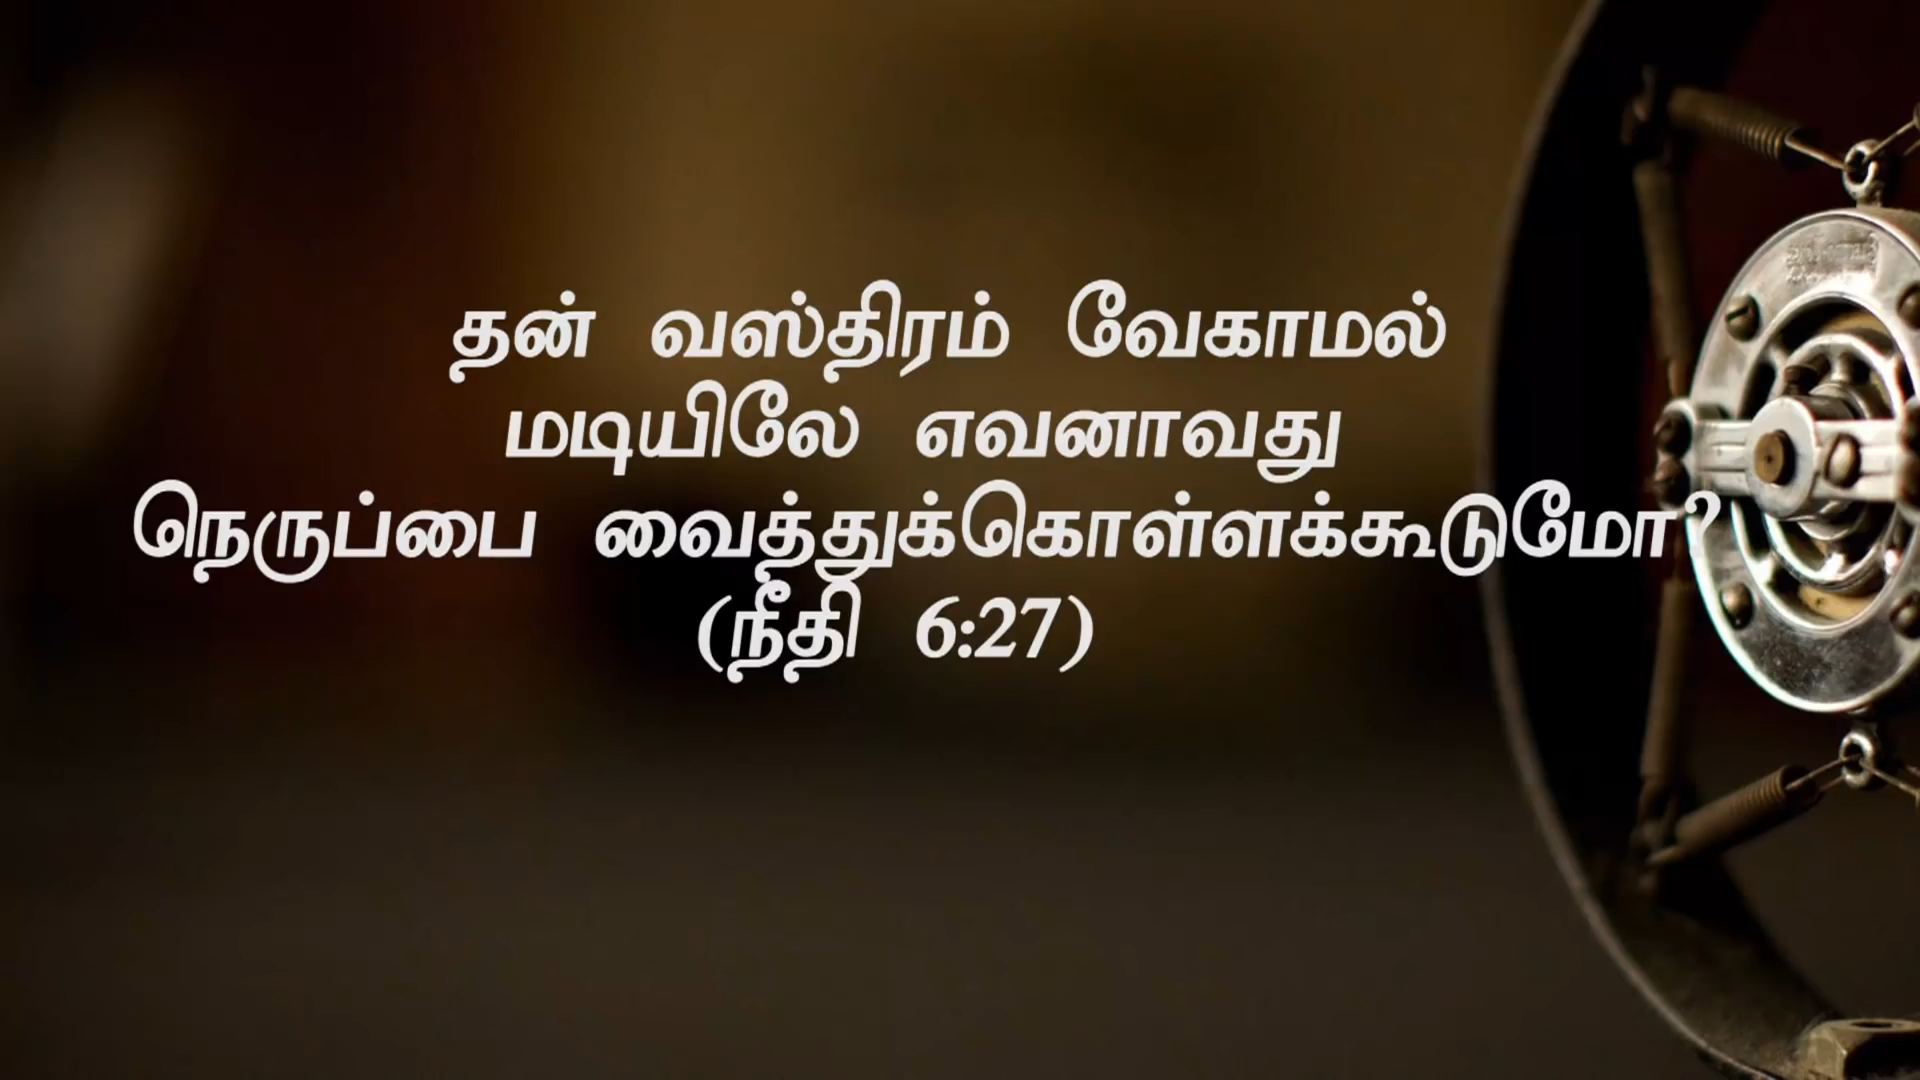 தன் வஸ்திரம் வேகாமல்
மடியிலே எவனாவது
நெருப்பை வைத்துக்கொள்ளக்கூடுமோ?
(நீதி 6:27)